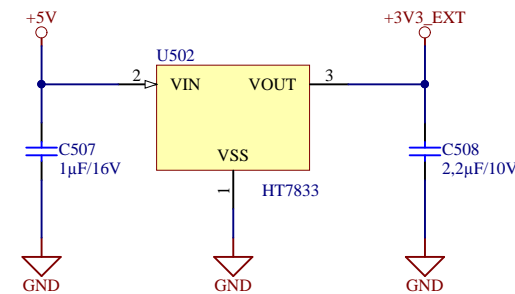 +5V
+3V3_EXT
U502
2
VIN
VOUT
3
C507
1µF/16V
VSS
C508
2,2µF/10V
1
HT7833
GND
GND
GND